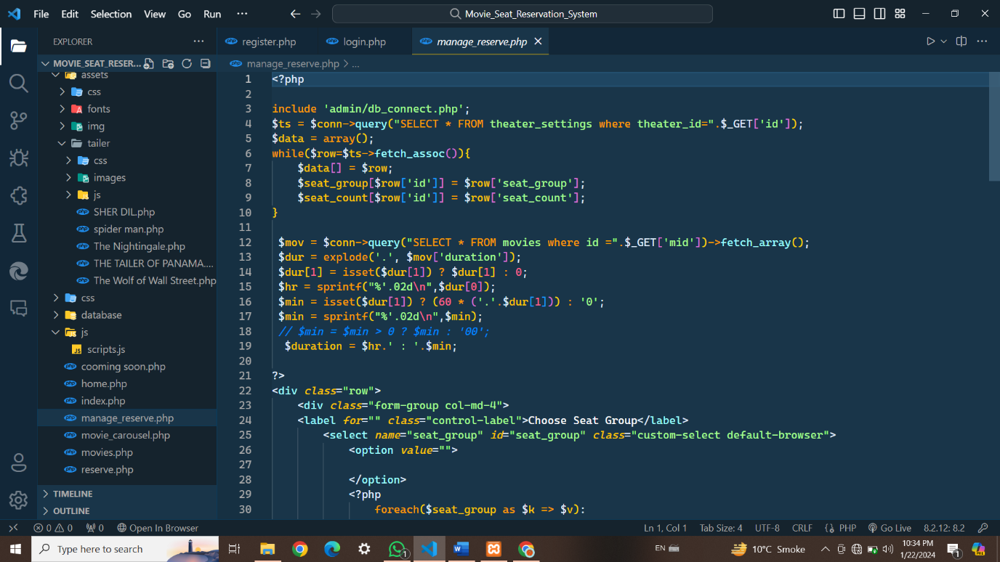 File Edit Selection View Go Run ··· Movie_Seat_Reservation_System
EXPLORER ···
register.php login.php manage_reserve.php
MOVIE_SEAT_RESER...
manage_reserve.php > ...
assets
css
fonts
img
tailer
css
images
js
SHER DIL.php
spider man.php
The Nightingale.php
THE TAILER OF PANAMA....
The Wolf of Wall Street.php
css
database
js
scripts.js
cooming soon.php
home.php
index.php
manage_reserve.php
movie_carousel.php
movies.php
reserve.php
TIMELINE
OUTLINE
1 <?php
2
3 include 'admin/db_connect.php';
4 $ts = $conn->query("SELECT * FROM theater_settings where theater_id=".$_GET['id']);
5 $data = array();
6 while($row=$ts->fetch_assoc()){
7 $data[] = $row;
8 $seat_group[$row['id']] = $row['seat_group'];
9 $seat_count[$row['id']] = $row['seat_count'];
10 }
11
12 $mov = $conn->query("SELECT * FROM movies where id =".$_GET['mid'])->fetch_array();
13 $dur = explode('.', $mov['duration']);
14 $dur[1] = isset($dur[1]) ? $dur[1] : 0;
15 $hr = sprintf("%'.02d\n",$dur[0]);
16 $min = isset($dur[1]) ? (60 * ('.'.$dur[1])) : '0';
17 $min = sprintf("%'.02d\n",$min);
18 // $min = $min > 0 ? $min : '00';
19 $duration = $hr.' : '.$min;
20
21 ?>
22 <div class="row">
23 <div class="form-group col-md-4">
24 <label for="" class="control-label">Choose Seat Group</label>
25 <select name="seat_group" id="seat_group" class="custom-select default-browser">
26 <option value="">
27
28 </option>
29 <?php
30 foreach($seat_group as $k => $v):
0 0 0 Open In Browser Ln 1, Col 1 Tab Size: 4 UTF-8 CRLF {} PHP Go Live 8.2.12: 8.2
Type here to search 1 EN 10°C Smoke 10:34 PM 1
1/22/2024